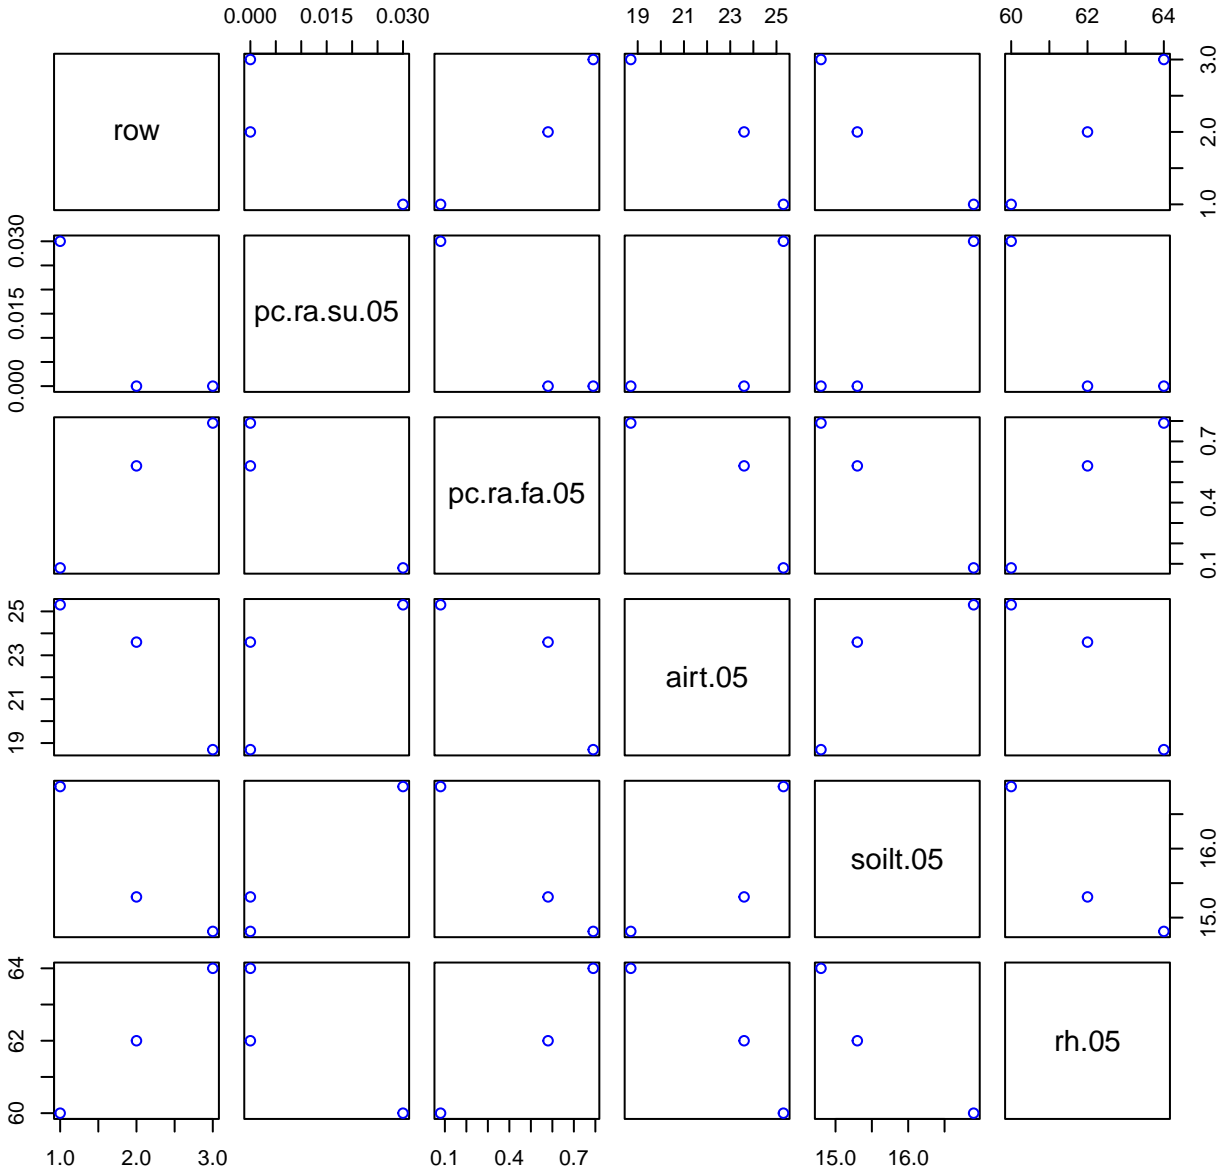 0.000 0.015 0.030 19 21 23 25 60 62 64
row 1.0 2.0 3.0
0.000 0.015 0.030 pc.ra.su.05
pc.ra.fa.05 0.1 0.4 0.7
19 21 23 25 airt.05
soilt.05 15.0 16.0
60 62 64 rh.05
1.0 2.0 3.0 0.1 0.4 0.7 15.0 16.0